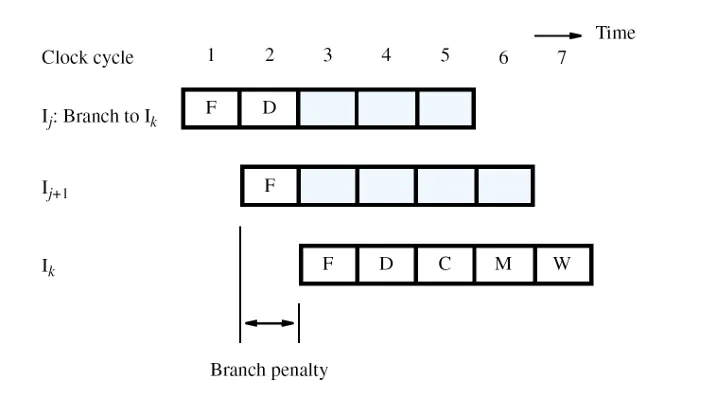 Time
Clock cycle 1 2 3 4 5 6 7
I_j: Branch to I_k F D
I_{j+1} F
I_k F D C M W
Branch penalty